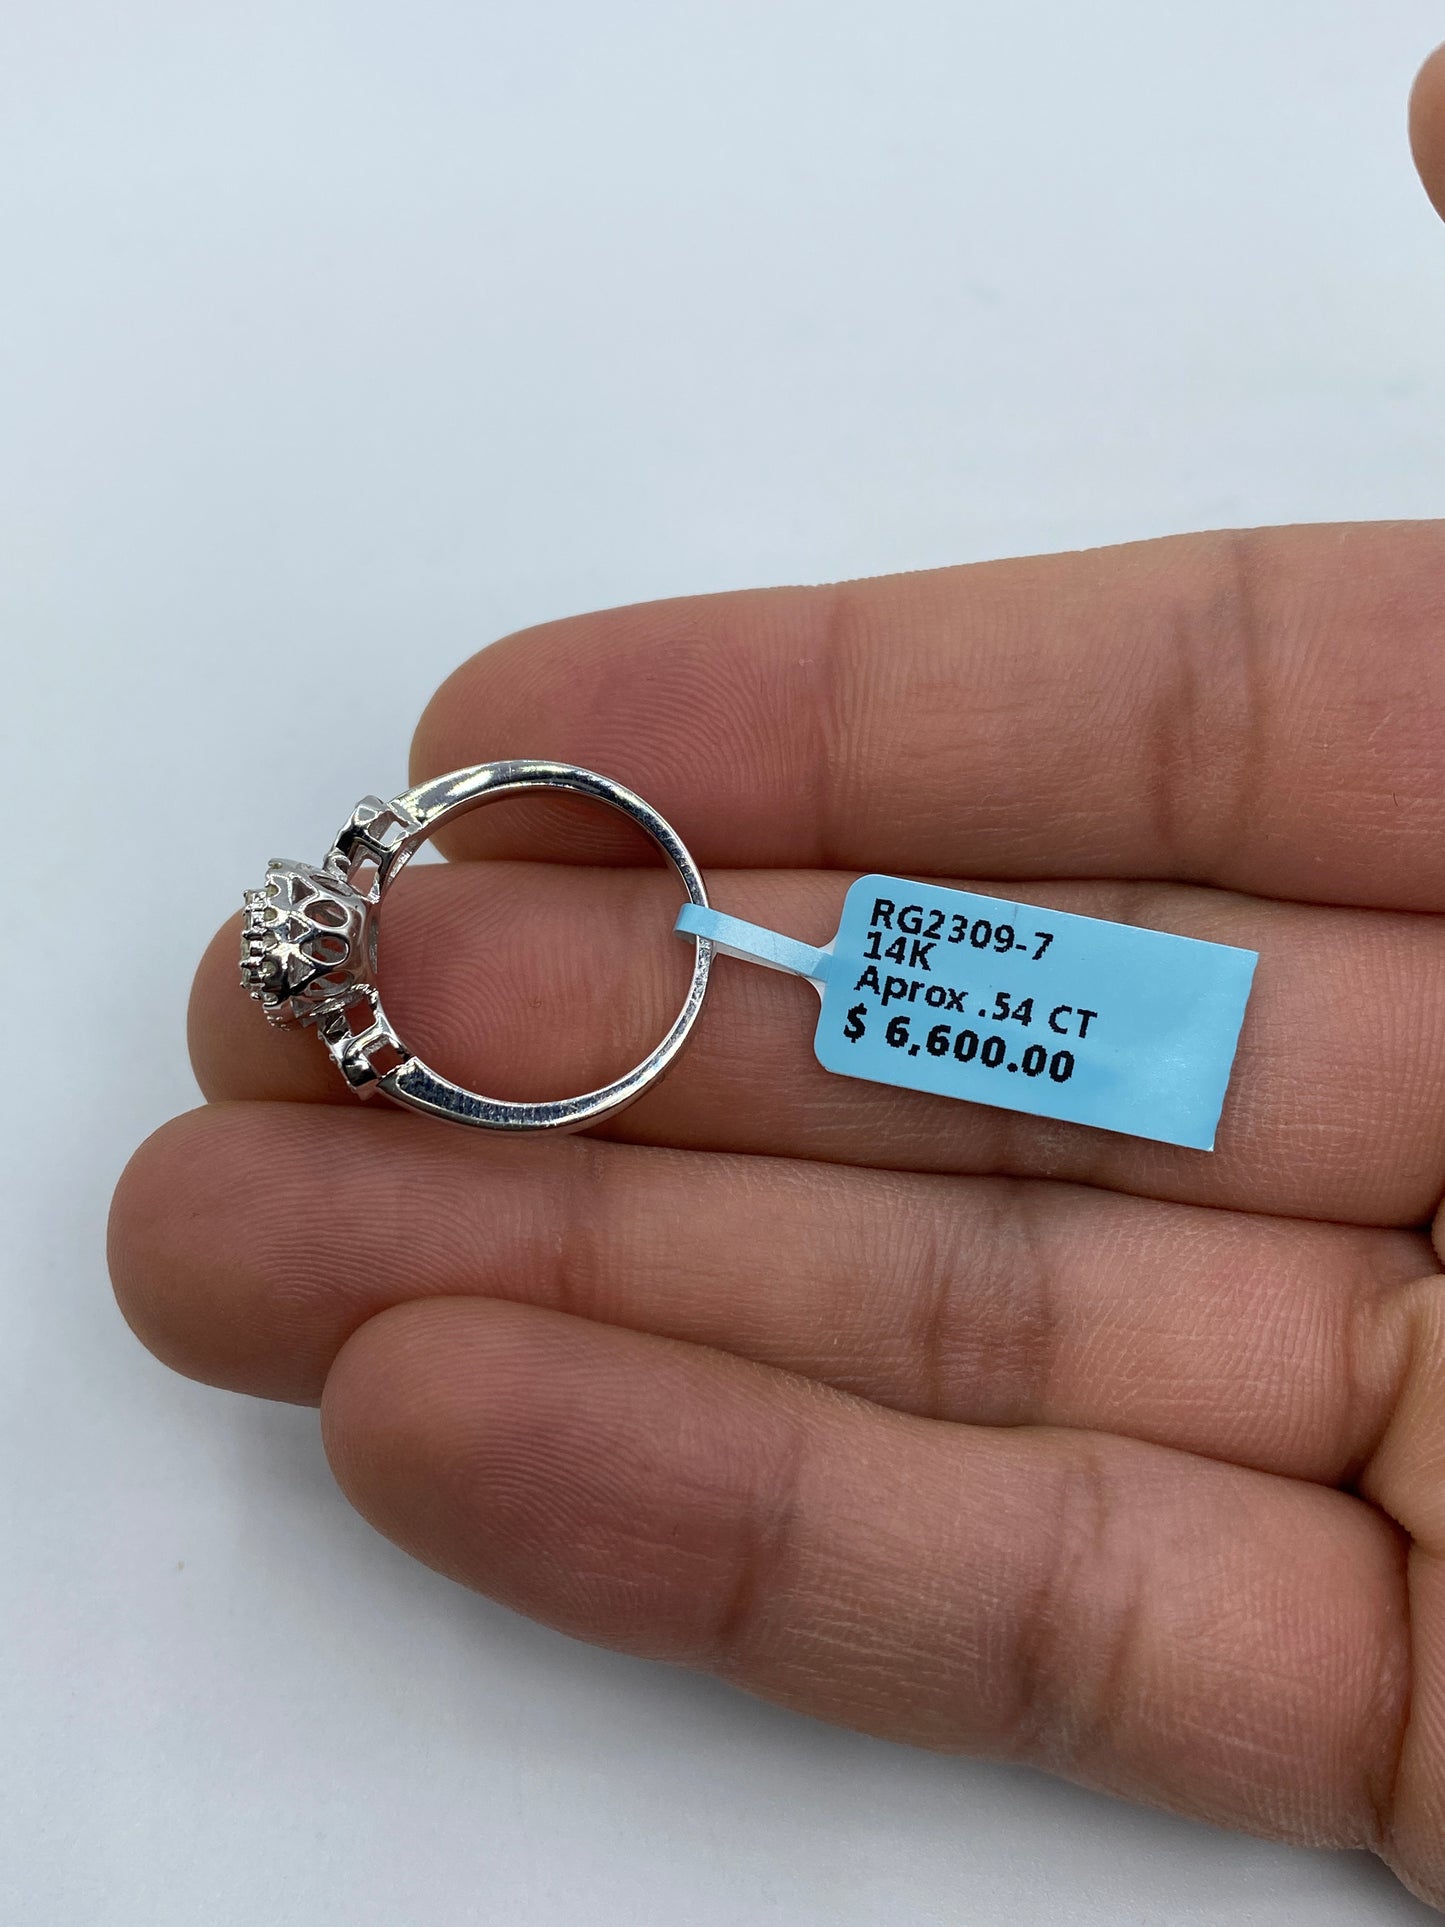 RG2309-7
14K
Aprox .54 CT
$ 6,600.00